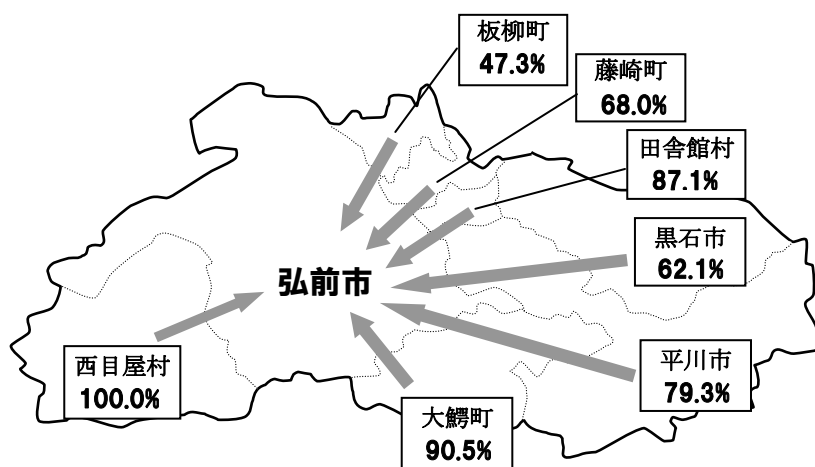 板柳町
47.3%
藤崎町
68.0%
田舎館村
87.1%
黒石市
62.1%
弘前市
西目屋村
100.0%
平川市
79.3%
大鰐町
90.5%